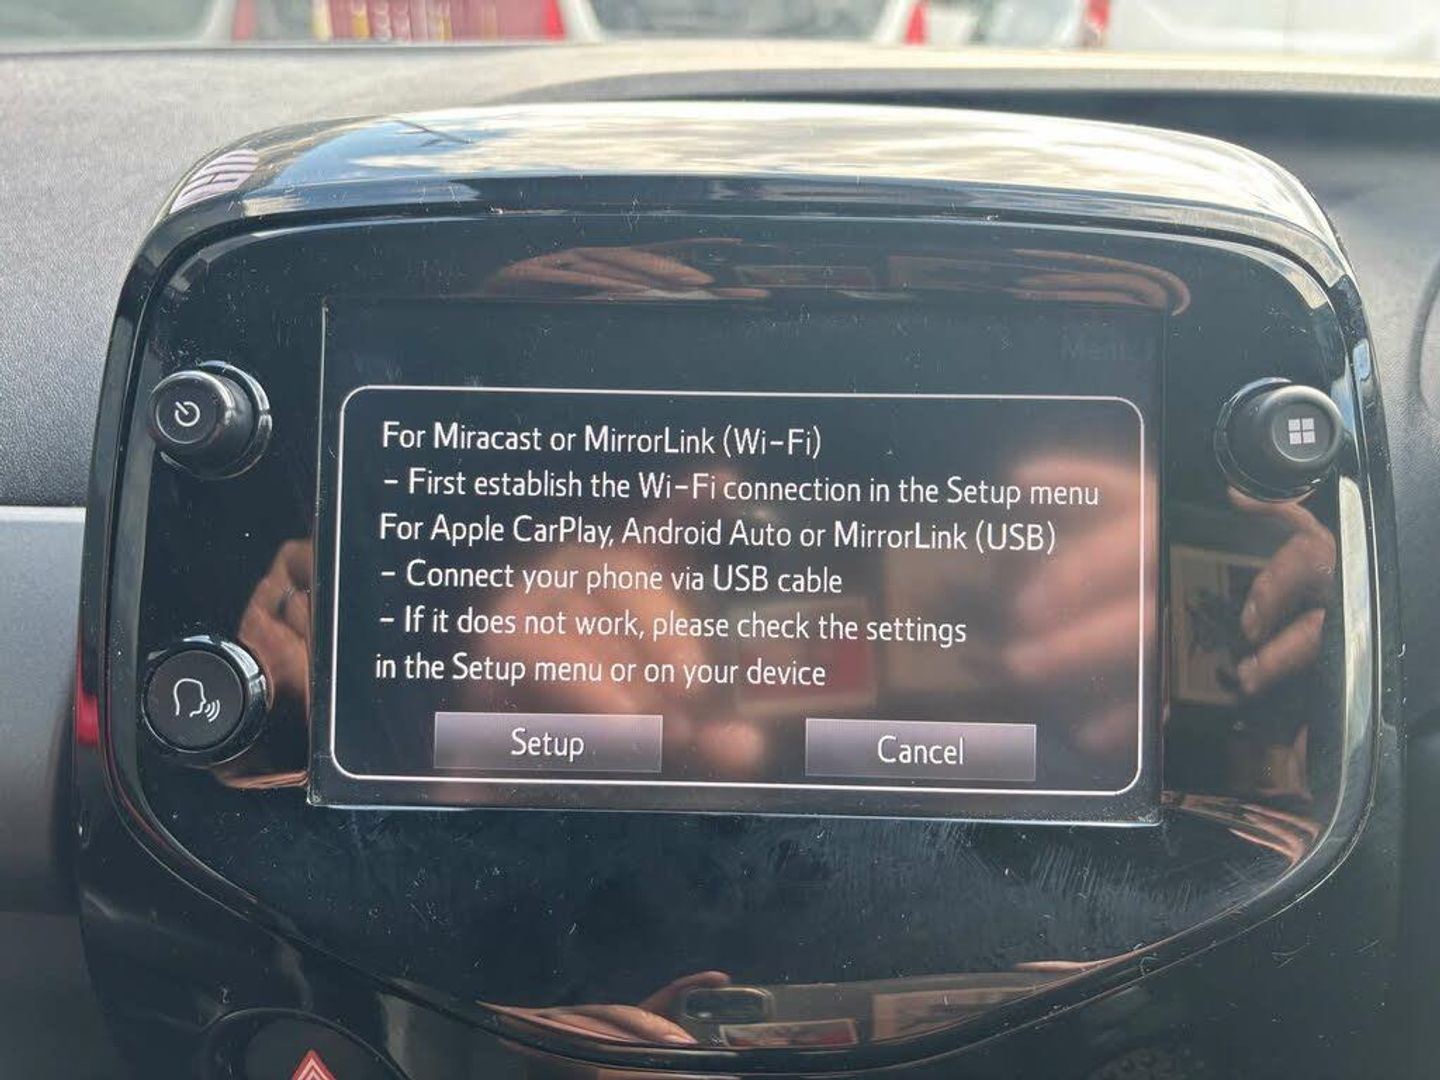 For Miracast or MirrorLink (Wi-Fi)
- First establish the Wi-Fi connection in the Setup menu
For Apple CarPlay, Android Auto or MirrorLink (USB)
- Connect your phone via USB cable
- If it does not work, please check the settings
in the Setup menu or on your device
Setup
Cancel